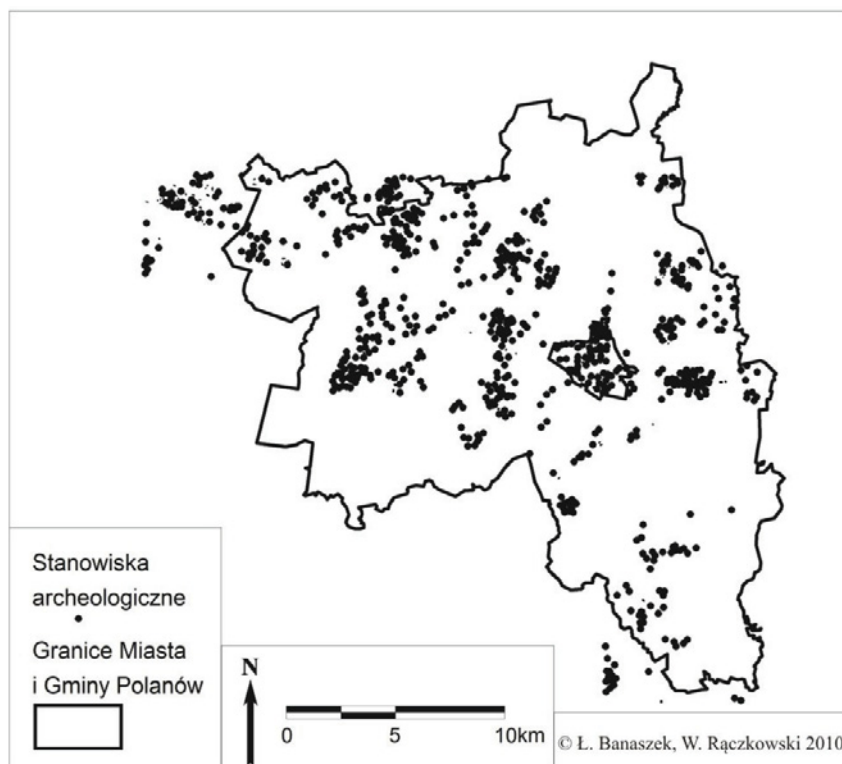 Stanowiska
archeologiczne
Granice Miasta
i Gminy Polanów
N
0 5 10km
© Ł. Banaszek, W. Rączkowski 2010